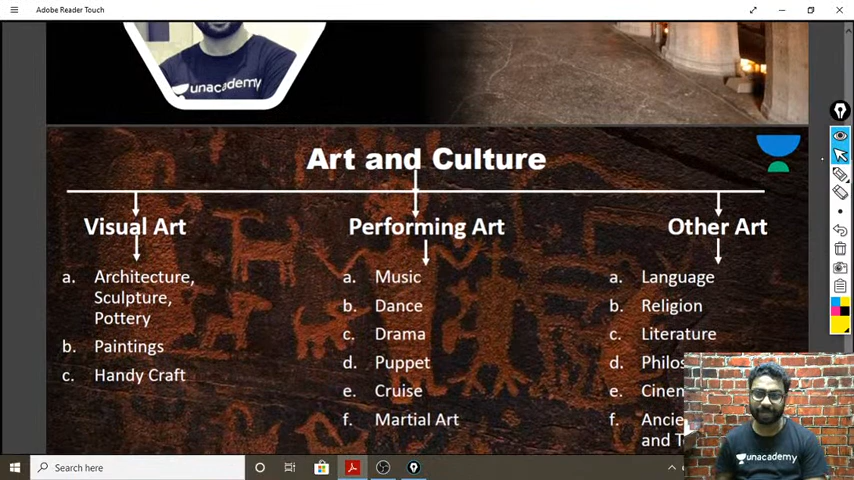 Adobe Reader Touch
unacademy
Art and Culture
Visual Art
Performing Art
Other Art
a. Architecture,
Sculpture,
Pottery
b. Paintings
c. Handy Craft
a. Music
b. Dance
c. Drama
d. Puppet
e. Cruise
f. Martial Art
a. Language
b. Religion
c. Literature
d.
e.
f.
and
unacademy
Search here